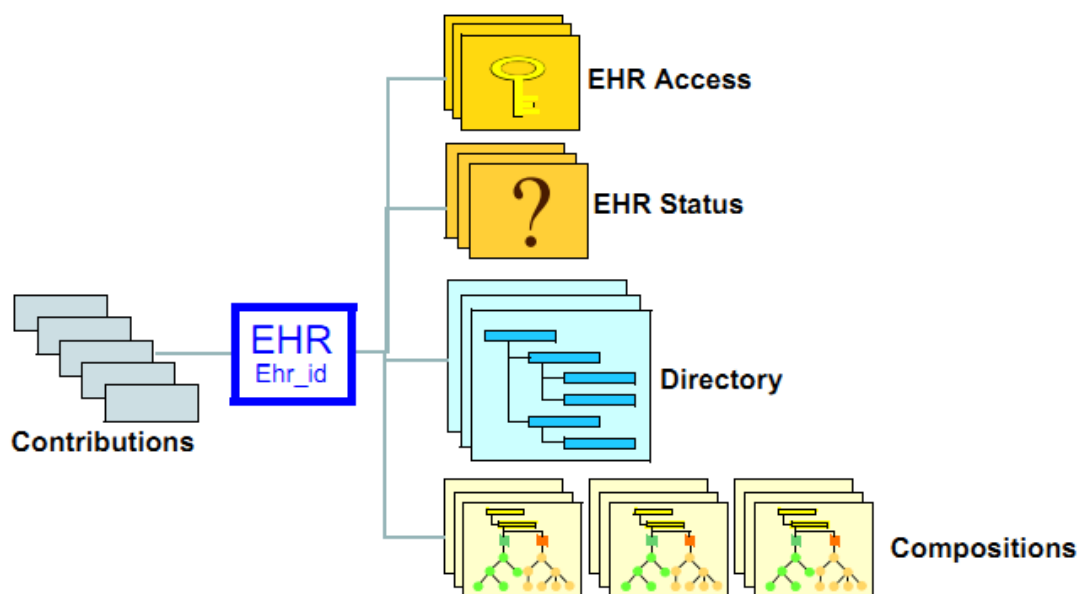 EHR Access
EHR Status
EHR
Ehr_id
Directory
Contributions
Compositions